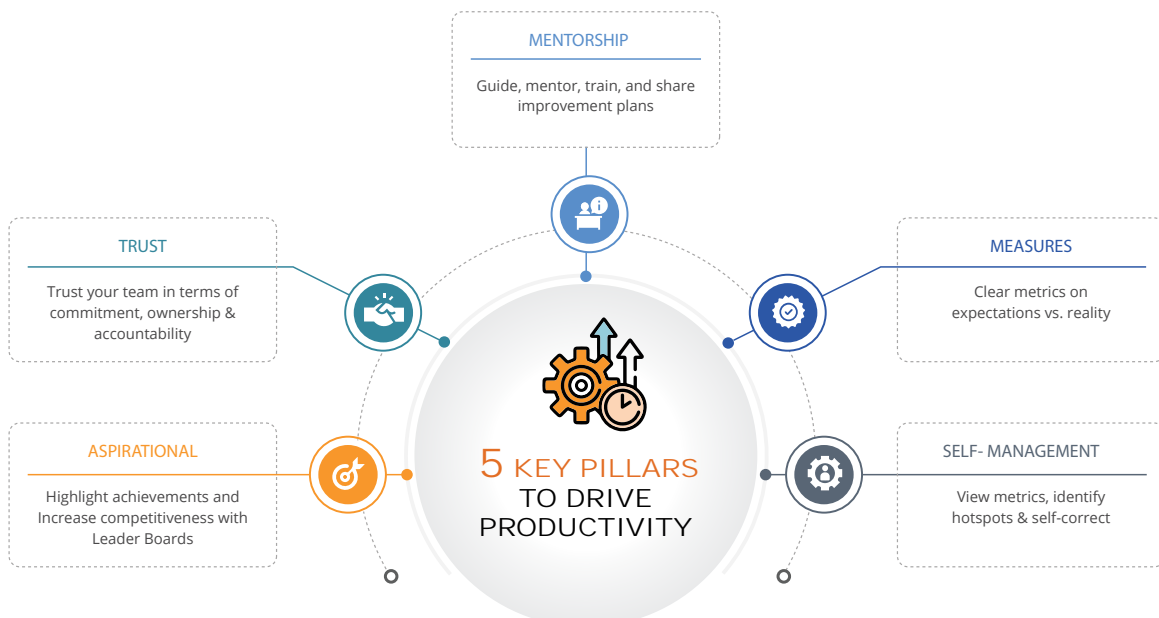 MENTORSHIP
Guide, mentor, train, and share
improvement plans
TRUST
Trust your team in terms of
commitment, ownership &
accountability
MEASURES
Clear metrics on
expectations vs. reality
ASPIRATIONAL
Highlight achievements and
Increase competitiveness with
Leader Boards
5 KEY PILLARS
TO DRIVE
PRODUCTIVITY
SELF- MANAGEMENT
View metrics, identify
hotspots & self-correct